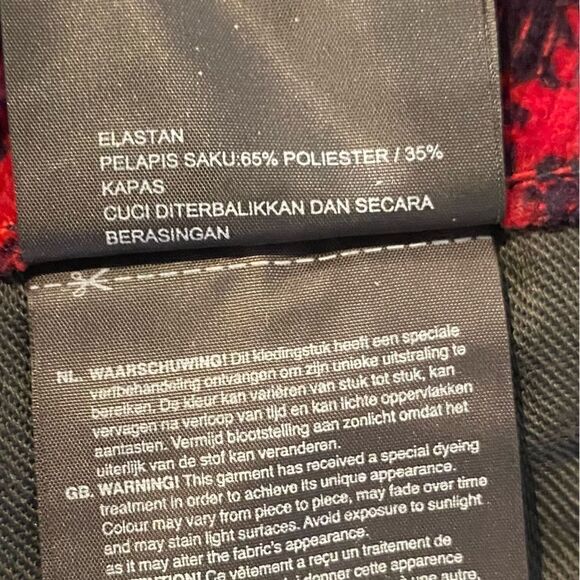 ELASTAN
PELAPIS SAKU:65% POLIESTER / 35%
KAPAS
CUCI DITERBALIKKAN DAN SECARA
BERASINGAN
NL. WAARSCHUWING! Dit kledingstuk heeft een speciale
verfbehandeling ontvangen om zijn unieke uitstraling te
bereiken. De kleur kan variëren van stuk tot stuk, kan
vervagen na verloop van tijd en kan lichte oppervlakken
aantasten. Vermijd blootstelling aan zonlicht omdat het
uiterlijk van de stof kan veranderen.
GB. WARNING! This garment has received a special dyeing
treatment in order to achieve its unique appearance.
Colour may vary from piece to piece, may fade over time
and may stain light surfaces. Avoid exposure to sunlight
as it may alter the fabric's appearance.
Ce vêtement a reçu un traitement de
donner cette apparence
une autre